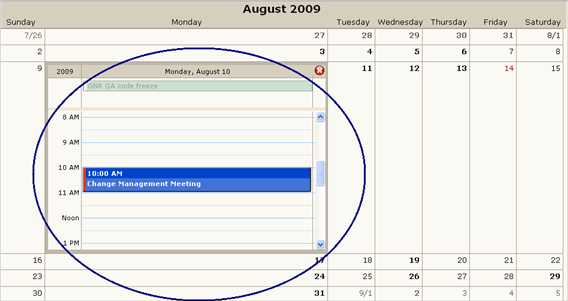 August 2009
Sunday Monday Tuesday Wednesday Thursday Friday Saturday
7/26 27 28 29 30 31 8/1
2 3 4 5 6 7 8
9 11 12 13 14 15
2009 Monday, August 10
GNR GA code freeze
8 AM
9 AM
10 AM 10:00 AM
Change Management Meeting
11 AM
Noon
1 PM
16 17 18 19 20 21 22
23 24 25 26 27 28 29
30 31 9/1 2 3 4 5